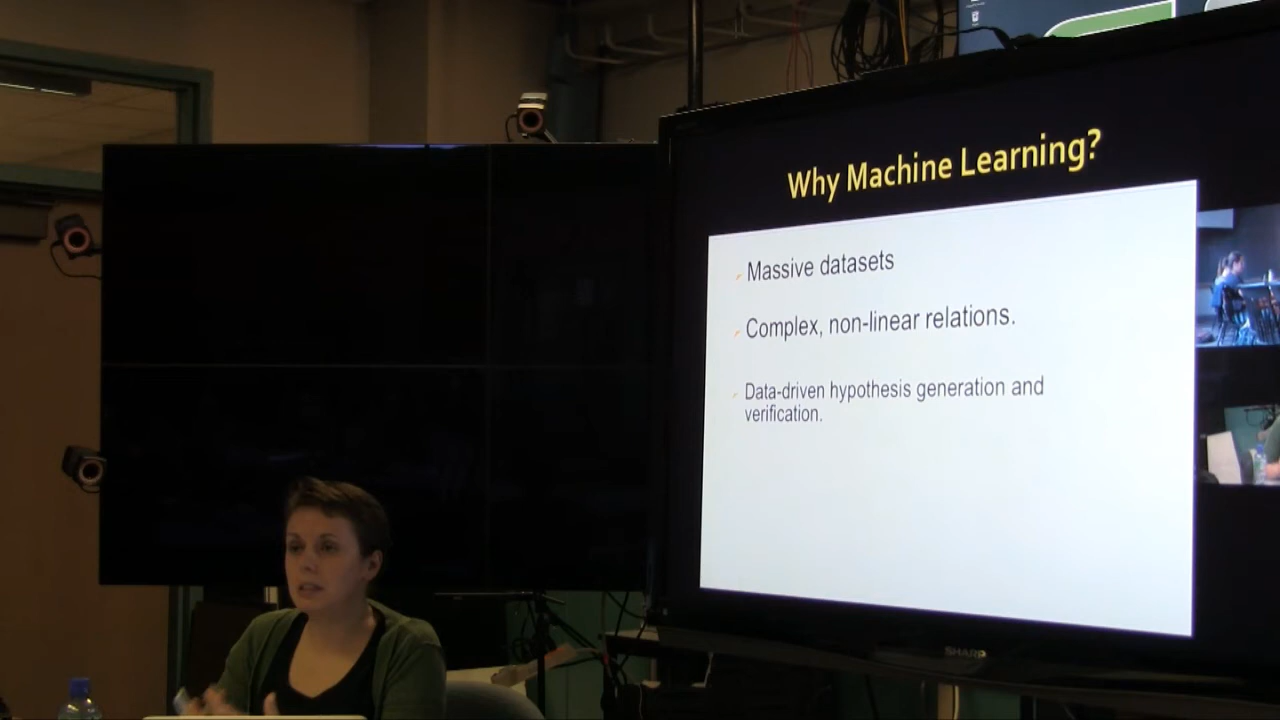 Why Machine Learning?
Massive datasets
Complex, non-linear relations.
Data-driven hypothesis generation and
verification.
SHARP